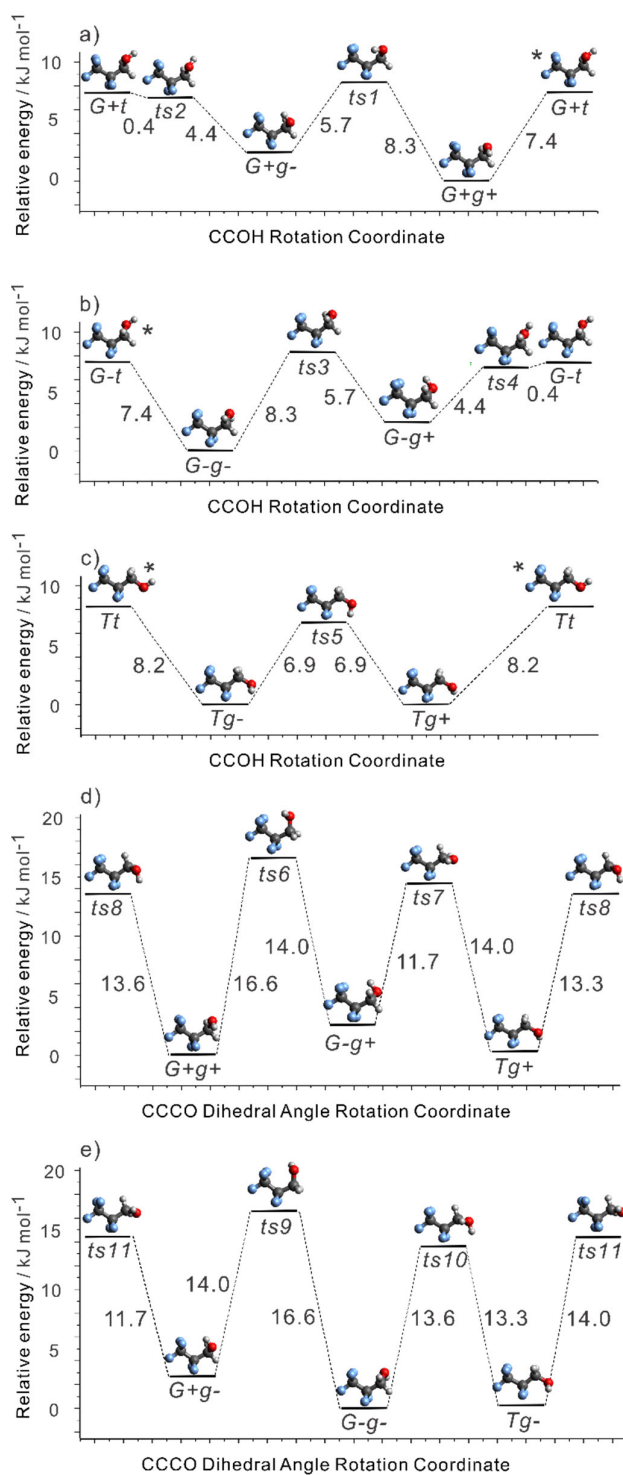 a)
Relative energy / kJ mol⁻¹
10
5
0
G+t
0.4
ts2
4.4
G+g-
5.7
ts1
8.3
G+g+
7.4
*
G+t
CCOH Rotation Coordinate
b)
Relative energy / kJ mol⁻¹
10
5
0
G-t
*
7.4
G-g-
8.3
ts3
5.7
G-g+
4.4
ts4
0.4
G-t
CCOH Rotation Coordinate
c)
Relative energy / kJ mol⁻¹
10
5
0
Tt
*
8.2
Tg-
6.9
ts5
6.9
Tg+
8.2
*
Tt
CCOH Rotation Coordinate
d)
Relative energy / kJ mol⁻¹
20
15
10
5
0
ts8
13.6
G+g+
16.6
ts6
14.0
G-g+
11.7
ts7
14.0
Tg+
13.3
ts8
CCCO Dihedral Angle Rotation Coordinate
e)
Relative energy / kJ mol⁻¹
20
15
10
5
0
ts11
11.7
G+g-
14.0
ts9
16.6
G-g-
13.6
ts10
13.3
Tg-
14.0
ts11
CCCO Dihedral Angle Rotation Coordinate